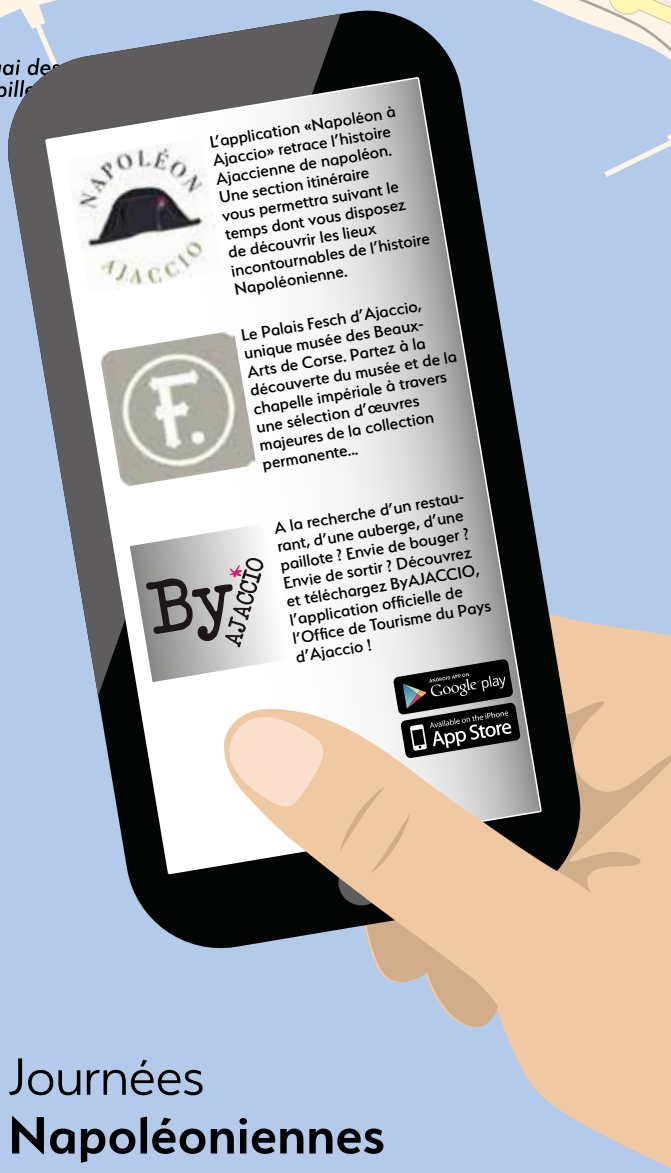 des
NAPOLÉON
AJACCIO
L'application «Napoléon à
Ajaccio» retrace l'histoire
Ajaccienne de napoléon.
Une section itinéraire
vous permettra suivant le
temps dont vous disposez
de découvrir les lieux
incontournables de l'histoire
Napoléonienne.
F.
Le Palais Fesch d'Ajaccio,
unique musée des Beaux-
Arts de Corse. Partez à la
découverte du musée et de la
chapelle impériale à travers
une sélection d'œuvres
majeures de la collection
permanente...
By*
AJACCIO
A la recherche d'un restau-
rant, d'une auberge, d'une
paillote ? Envie de bouger ?
Envie de sortir ? Découvrez
et téléchargez ByAJACCIO,
l'application officielle de
l'Office de Tourisme du Pays
d'Ajaccio !
ANDROID APP ON
Google play
Available on the iPhone
App Store
Journées
Napoléoniennes